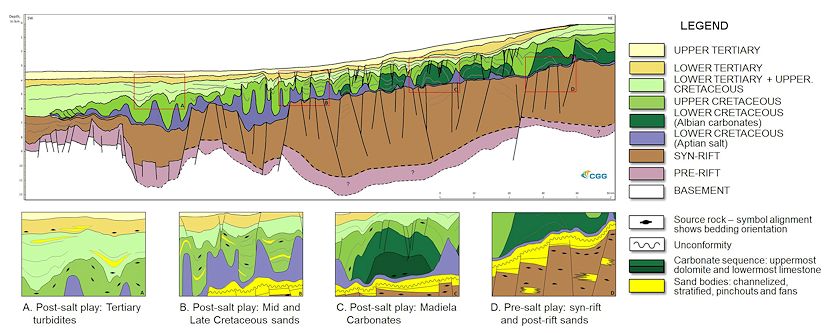 Depth,
in km
SW
NE
A
B
C
D
?
?
?
?
CGG
LEGEND
UPPER TERTIARY
LOWER TERTIARY
LOWER TERTIARY + UPPER.
CRETACEOUS
UPPER CRETACEOUS
LOWER CRETACEOUS
(Albian carbonates)
LOWER CRETACEOUS
(Aptian salt)
SYN-RIFT
PRE-RIFT
BASEMENT
Source rock – symbol alignment
shows bedding orientation
Unconformity
Carbonate sequence: uppermost
dolomite and lowermost limestone
Sand bodies: channelized,
stratified, pinchouts and fans
A
B
C
D
A. Post-salt play: Tertiary
turbidites
B. Post-salt play: Mid and
Late Cretaceous sands
C. Post-salt play: Madiela
Carbonates
D. Pre-salt play: syn-rift
and post-rift sands